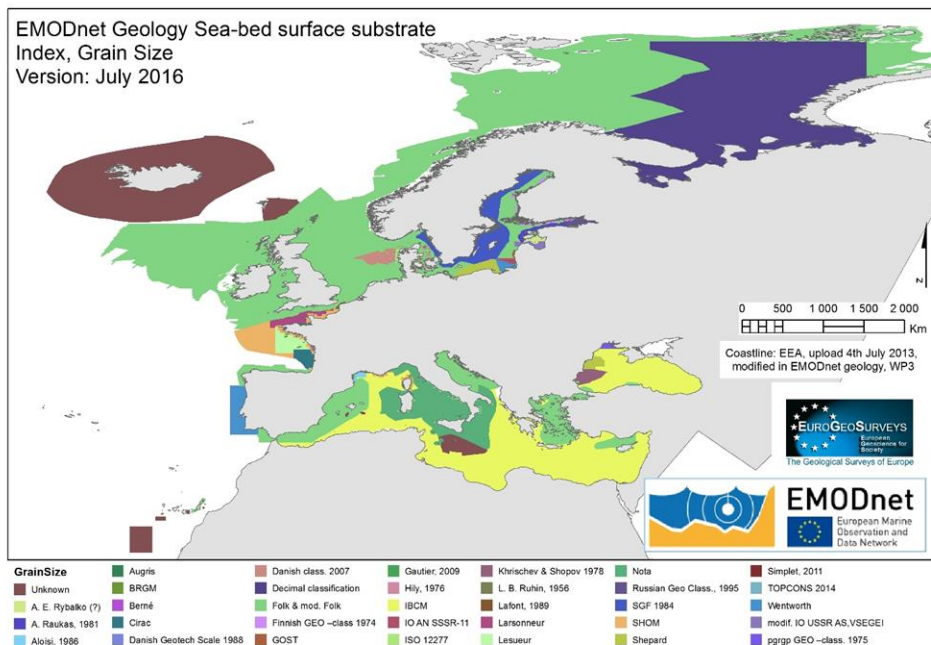 EMODnet Geology Sea-bed surface substrate
Index, Grain Size
Version: July 2016
N
0 500 1 000 1 500 2 000
Km
Coastline: EEA, upload 4th July 2013,
modified in EMODnet geology, WP3
EUROGEOSURVEYS
European
Geoscience for
Society
The Geological Surveys of Europe
EMODnet
European Marine
Observation and
Data Network
GrainSize
Unknown
A. E. Rybalko (?)
A. Raukas, 1981
Aloisi. 1986
Augris
BRGM
Berné
Cirac
Danish Geotech Scale 1988
Danish class. 2007
Decimal classification
Folk & mod. Folk
Finnish GEO –class 1974
GOST
Gautier, 2009
Hily, 1976
IBCM
IO AN SSSR-11
ISO 12277
Khrischev & Shopov 1978
L. B. Ruhin, 1956
Lafont, 1989
Larsonneur
Lesueur
Nota
Russian Geo Class., 1995
SGF 1984
SHOM
Shepard
Simplet, 2011
TOPCONS 2014
Wentworth
modif. IO USSR AS,VSEGEI
pgrgp GEO –class. 1975